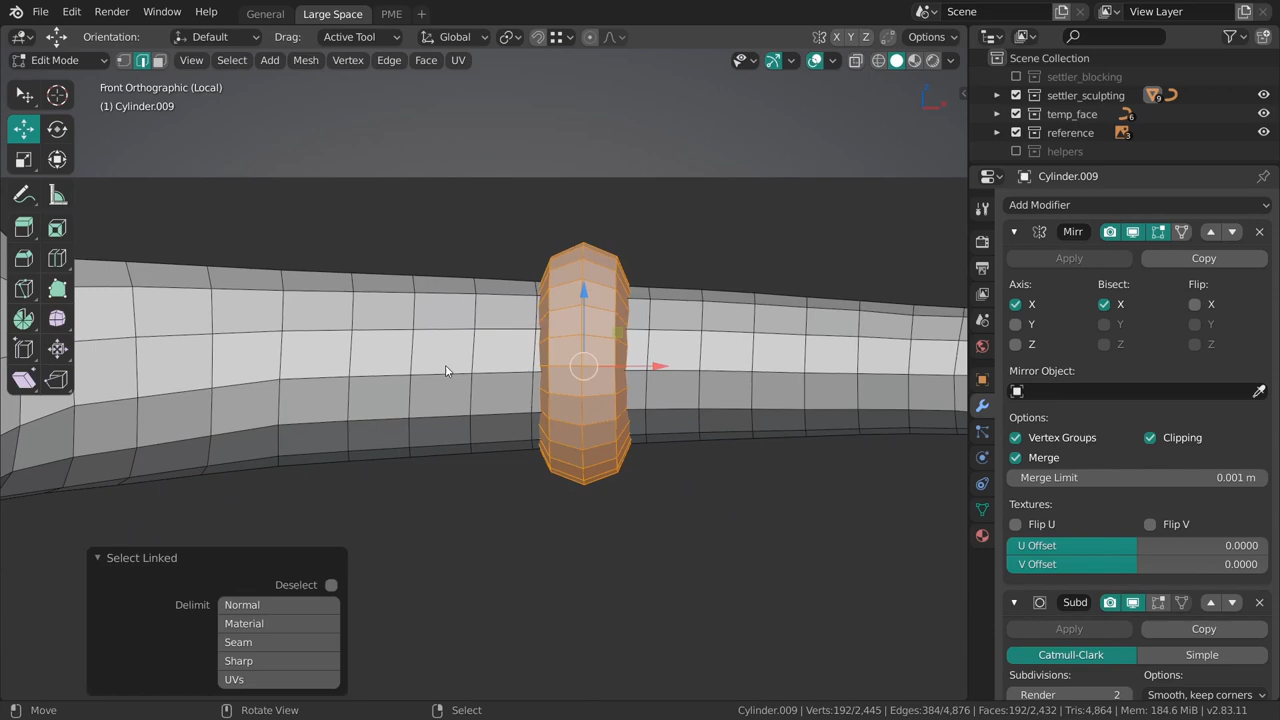 File Edit Render Window Help General Large Space PME + Scene View Layer
Orientation: Default Drag: Active Tool Global X Y Z Options
Edit Mode View Select Add Mesh Vertex Edge Face UV
Front Orthographic (Local)
(1) Cylinder.009
Scene Collection
settler_blocking
settler_sculpting 9
temp_face 6
reference 3
helpers
Cylinder.009
Add Modifier
Mirr
Apply Copy
Axis: Bisect: Flip:
X X X
Y Y Y
Z Z Z
Mirror Object:
Options:
Vertex Groups Clipping
Merge
Merge Limit 0.001 m
Textures:
Flip U Flip V
U Offset 0.0000
V Offset 0.0000
Subd
Apply Copy
Catmull-Clark Simple
Subdivisions: Options:
Render 2 Smooth, keep corners
Select Linked
Deselect
Delimit Normal
Material
Seam
Sharp
UVs
Move Rotate View Select Cylinder.009 | Verts:192/2,445 | Edges:384/4,876 | Faces:192/2,432 | Tris:4,864 | Mem: 184.6 MiB | v2.83.11